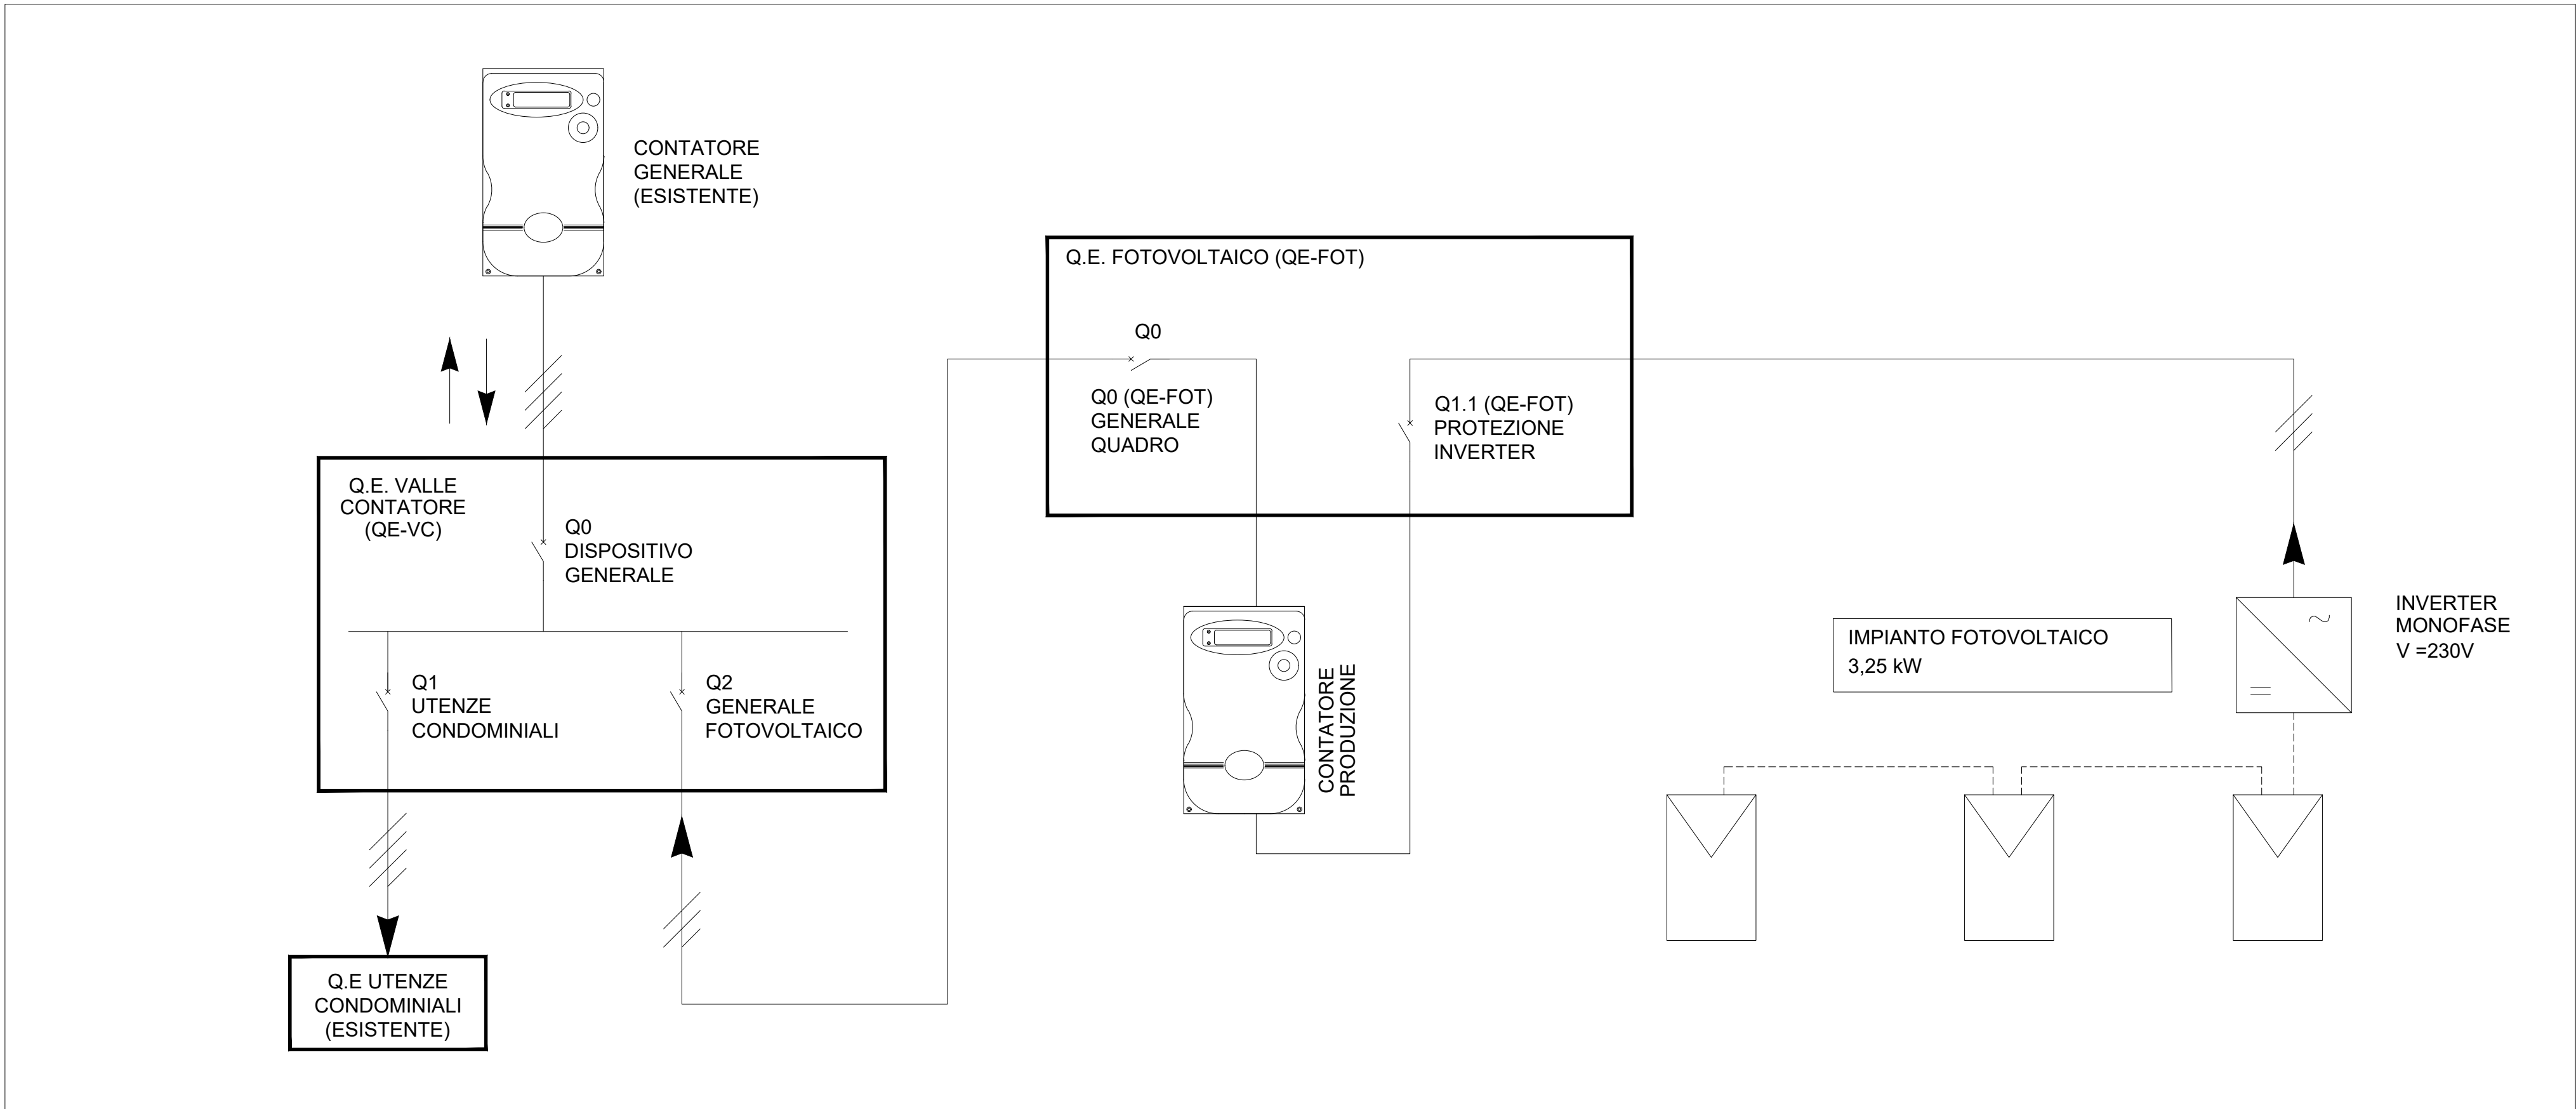 CONTATORE
GENERALE
(ESISTENTE)
Q.E. FOTOVOLTAICO (QE-FOT)
Q0
Q0 (QE-FOT)
GENERALE
QUADRO
Q1.1 (QE-FOT)
PROTEZIONE
INVERTER
Q.E. VALLE
CONTATORE
(QE-VC)
Q0
DISPOSITIVO
GENERALE
Q1
UTENZE
CONDOMINIALI
Q2
GENERALE
FOTOVOLTAICO
CONTATORE
PRODUZIONE
IMPIANTO FOTOVOLTAICO
3,25 kW
INVERTER
MONOFASE
V =230V
Q.E UTENZE
CONDOMINIALI
(ESISTENTE)